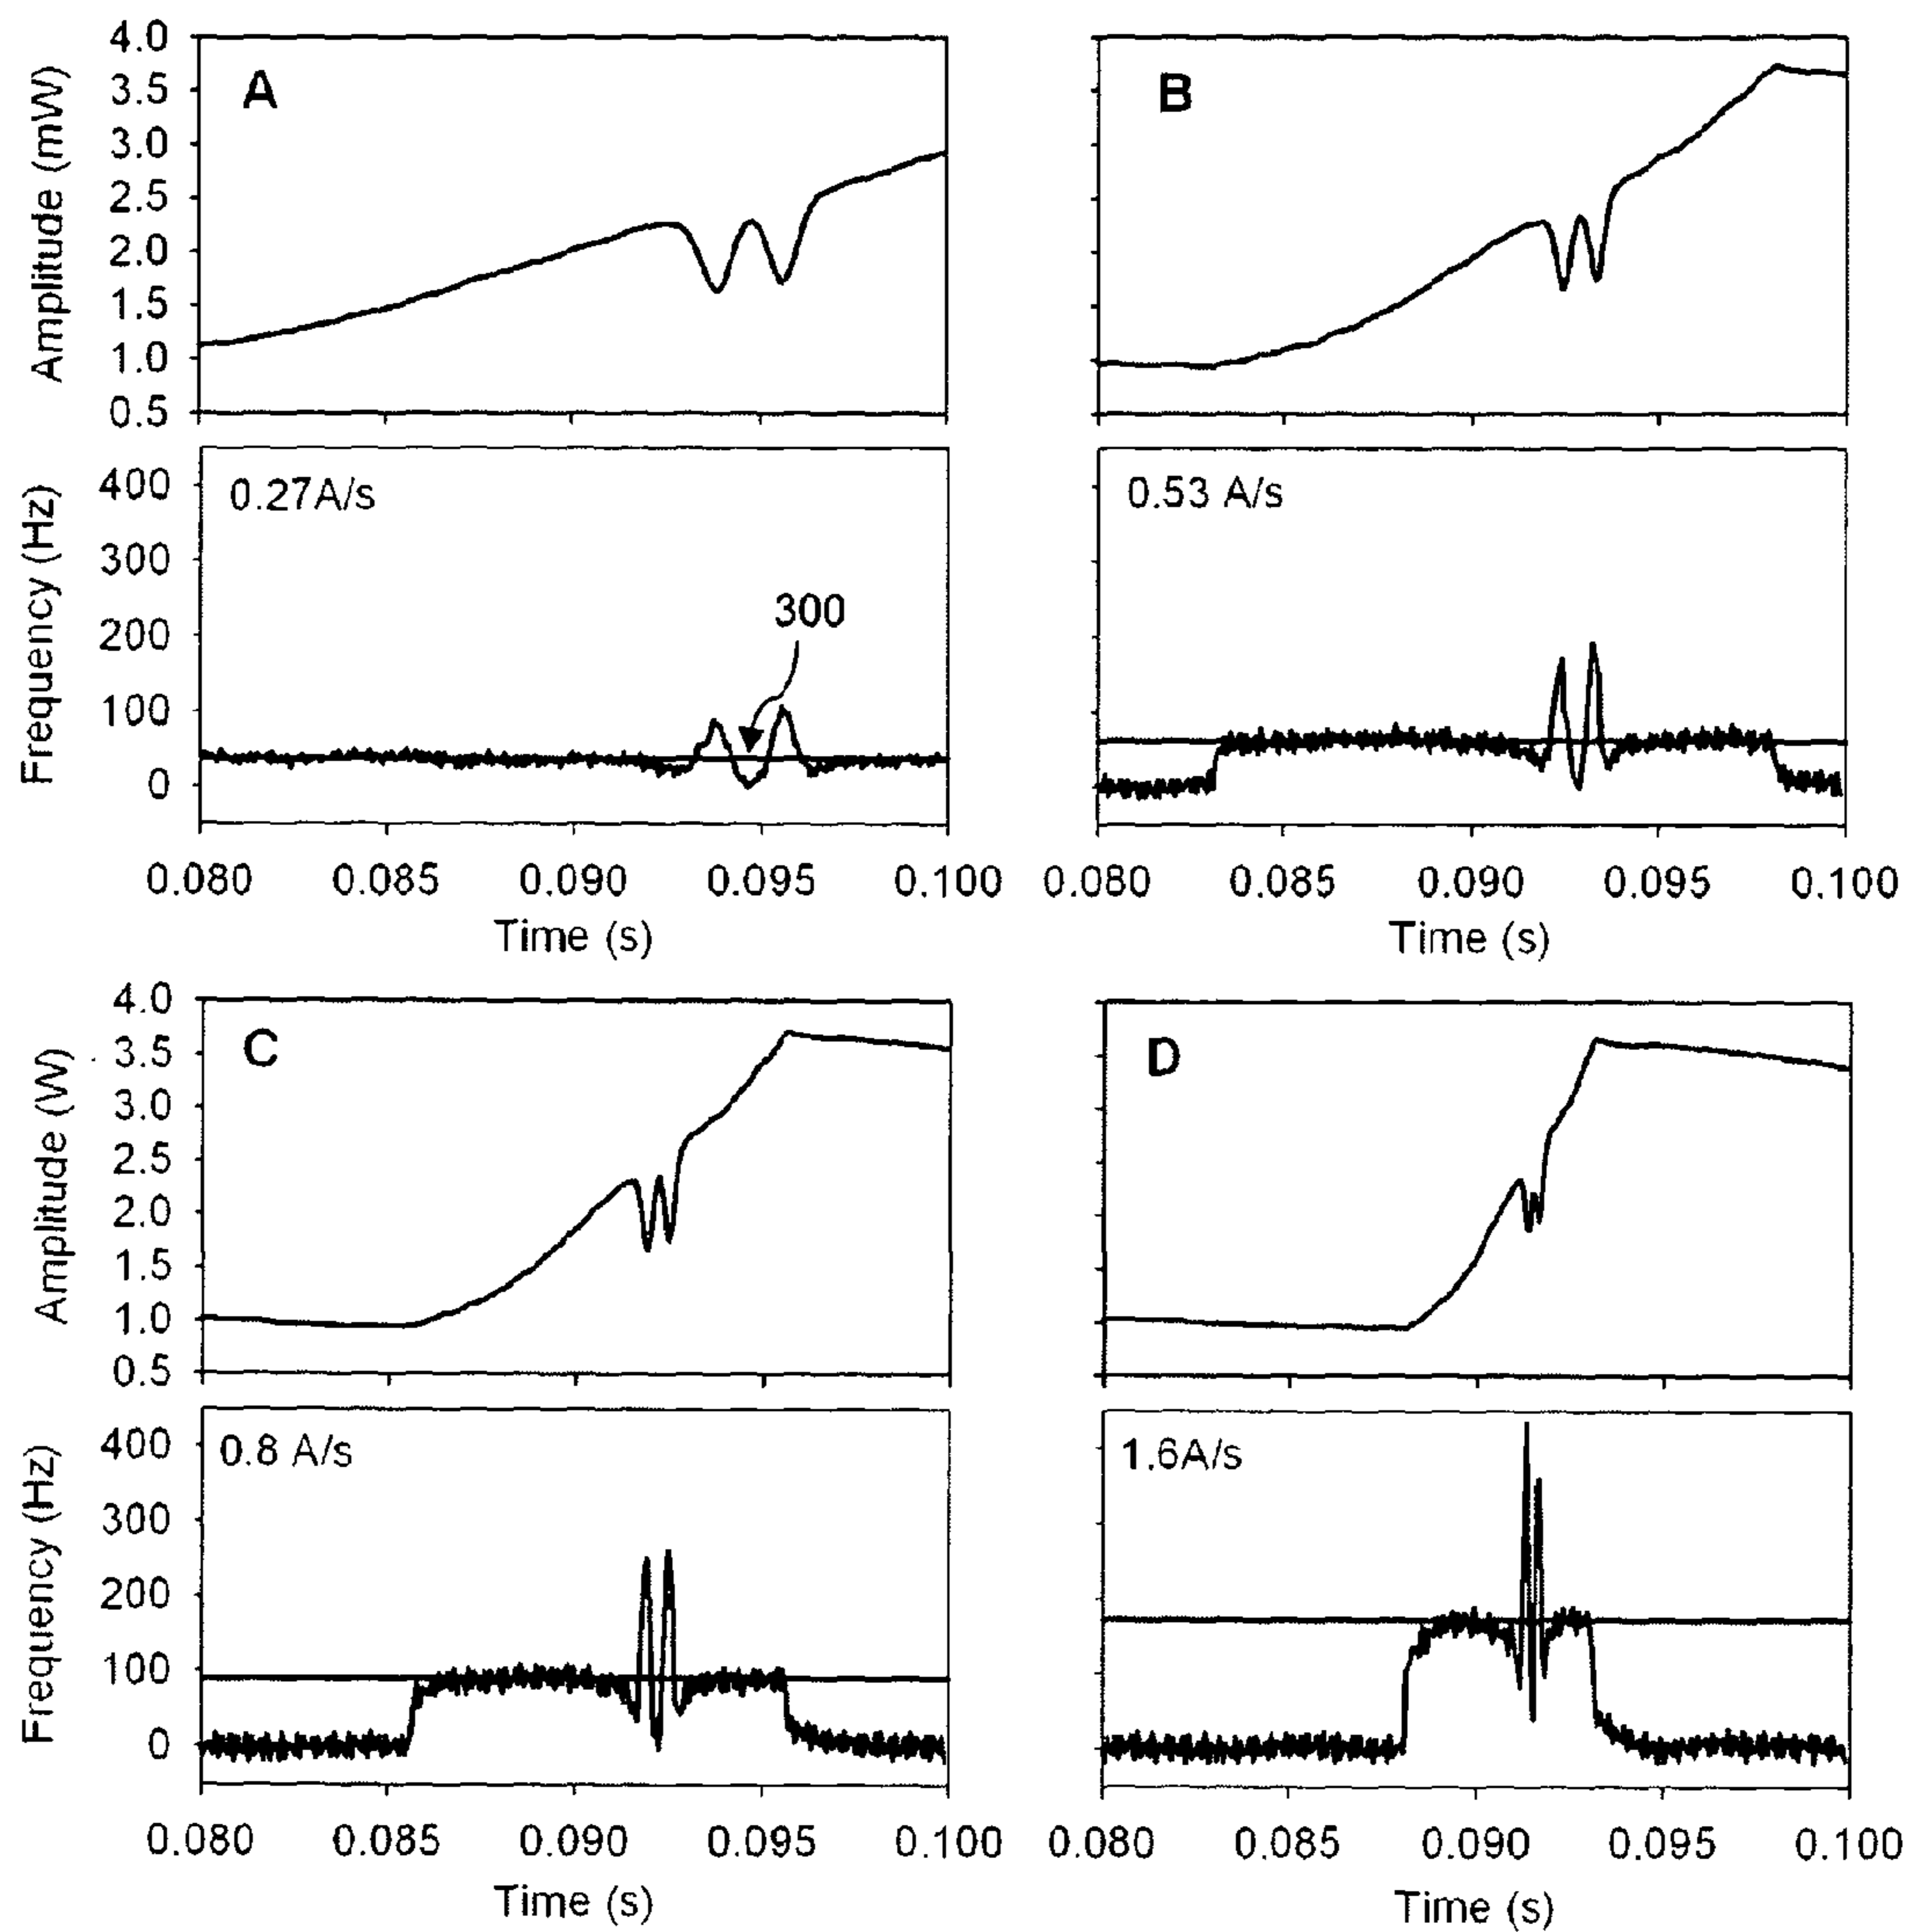 4.0
3.5
3.0
2.5
2.0
1.5
1.0
0.5
Amplitude (mW)
A
B
400
300
200
100
0
Frequency (Hz)
0.27A/s
300
0.53 A/s
0.080 0.085 0.090 0.095 0.100
Time (s)
0.080 0.085 0.090 0.095 0.100
Time (s)
4.0
3.5
3.0
2.5
2.0
1.5
1.0
0.5
Amplitude (W)
C
D
400
300
200
100
0
Frequency (Hz)
0.8 A/s
1.6A/s
0.080 0.085 0.090 0.095 0.100
Time (s)
0.080 0.085 0.090 0.095 0.100
Time (s)